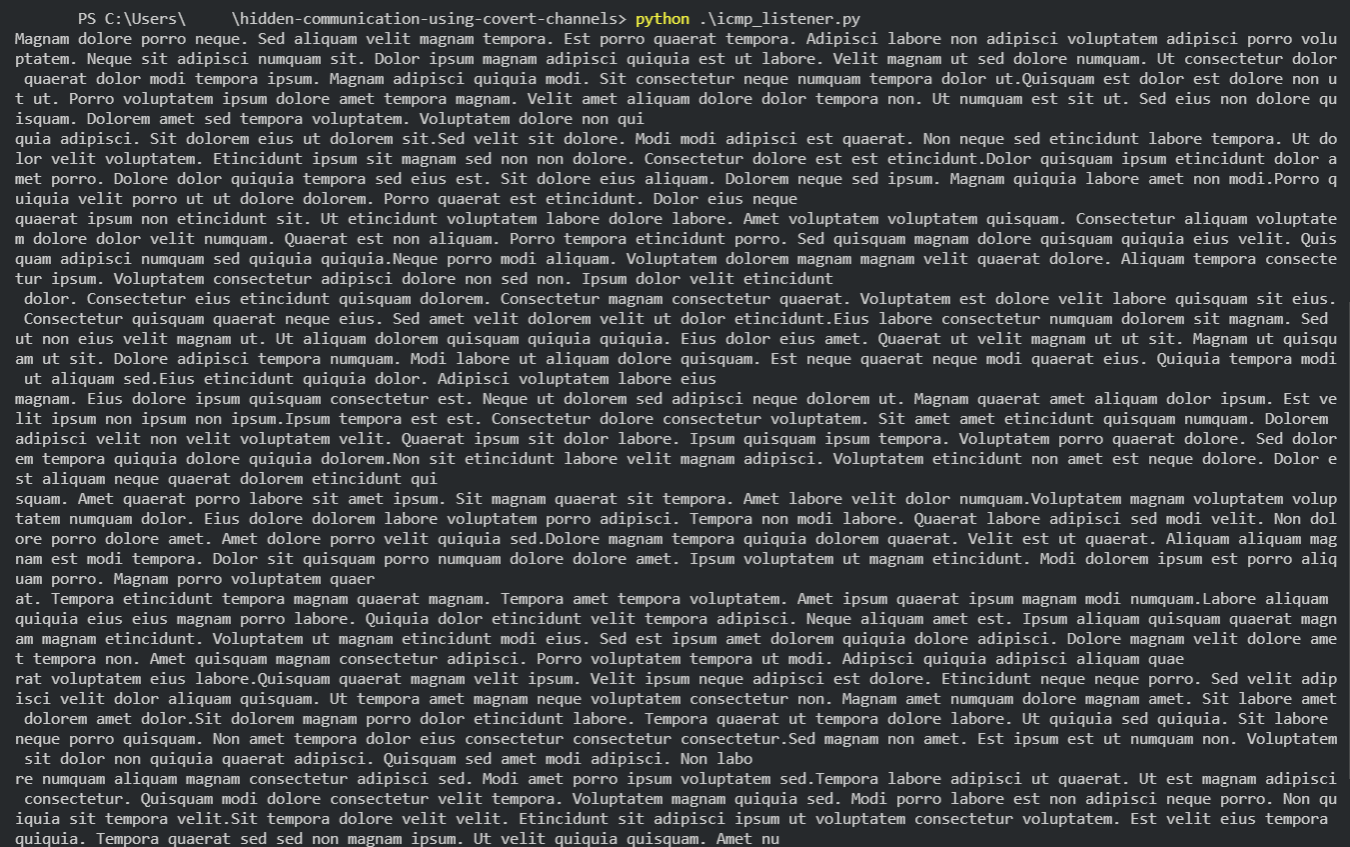 PS C:\Users\ \hidden-communication-using-covert-channels> python .\icmp_listener.py
Magnam dolore porro neque. Sed aliquam velit magnam tempora. Est porro quaerat tempora. Adipisci labore non adipisci voluptatem adipisci porro volu
ptatem. Neque sit adipisci numquam sit. Dolor ipsum magnam adipisci quiquia est ut labore. Velit magnam ut sed dolore numquam. Ut consectetur dolor
quaerat dolor modi tempora ipsum. Magnam adipisci quiquia modi. Sit consectetur neque numquam tempora dolor ut.Quisquam est dolor est dolore non u
t ut. Porro voluptatem ipsum dolore amet tempora magnam. Velit amet aliquam dolore dolor tempora non. Ut numquam est sit ut. Sed eius non dolore qu
isquam. Dolorem amet sed tempora voluptatem. Voluptatem dolore non qui
quia adipisci. Sit dolorem eius ut dolorem sit.Sed velit sit dolore. Modi modi adipisci est quaerat. Non neque sed etincidunt labore tempora. Ut do
lor velit voluptatem. Etincidunt ipsum sit magnam sed non non dolore. Consectetur dolore est est etincidunt.Dolor quisquam ipsum etincidunt dolor a
met porro. Dolore dolor quiquia tempora sed eius est. Sit dolore eius aliquam. Dolorem neque sed ipsum. Magnam quiquia labore amet non modi.Porro q
uiquia velit porro ut ut dolore dolorem. Porro quaerat est etincidunt. Dolor eius neque
quaerat ipsum non etincidunt sit. Ut etincidunt voluptatem labore dolore labore. Amet voluptatem voluptatem quisquam. Consectetur aliquam voluptate
m dolore dolor velit numquam. Quaerat est non aliquam. Porro tempora etincidunt porro. Sed quisquam magnam dolore quisquam quiquia eius velit. Quis
quam adipisci numquam sed quiquia quiquia.Neque porro modi aliquam. Voluptatem dolorem magnam magnam velit quaerat dolore. Aliquam tempora consecte
tur ipsum. Voluptatem consectetur adipisci dolore non sed non. Ipsum dolor velit etincidunt
dolor. Consectetur eius etincidunt quisquam dolorem. Consectetur magnam consectetur quaerat. Voluptatem est dolore velit labore quisquam sit eius.
Consectetur quisquam quaerat neque eius. Sed amet velit dolorem velit ut dolor etincidunt.Eius labore consectetur numquam dolorem sit magnam. Sed
ut non eius velit magnam ut. Ut aliquam dolorem quisquam quiquia quiquia. Eius dolor eius amet. Quaerat ut velit magnam ut ut sit. Magnam ut quisqu
am ut sit. Dolore adipisci tempora numquam. Modi labore ut aliquam dolore quisquam. Est neque quaerat neque modi quaerat eius. Quiquia tempora modi
ut aliquam sed.Eius etincidunt quiquia dolor. Adipisci voluptatem labore eius
magnam. Eius dolore ipsum quisquam consectetur est. Neque ut dolorem sed adipisci neque dolorem ut. Magnam quaerat amet aliquam dolor ipsum. Est ve
lit ipsum non ipsum non ipsum.Ipsum tempora est est. Consectetur dolore consectetur voluptatem. Sit amet amet etincidunt quisquam numquam. Dolorem
adipisci velit non velit voluptatem velit. Quaerat ipsum sit dolor labore. Ipsum quisquam ipsum tempora. Voluptatem porro quaerat dolore. Sed dolor
em tempora quiquia dolore quiquia dolorem.Non sit etincidunt labore velit magnam adipisci. Voluptatem etincidunt non amet est neque dolore. Dolor e
st aliquam neque quaerat dolorem etincidunt qui
squam. Amet quaerat porro labore sit amet ipsum. Sit magnam quaerat sit tempora. Amet labore velit dolor numquam.Voluptatem magnam voluptatem volup
tatem numquam dolor. Eius dolore dolorem labore voluptatem porro adipisci. Tempora non modi labore. Quaerat labore adipisci sed modi velit. Non dol
ore porro dolore amet. Amet dolore porro velit quiquia sed.Dolore magnam tempora quiquia dolorem quaerat. Velit est ut quaerat. Aliquam aliquam mag
nam est modi tempora. Dolor sit quisquam porro numquam dolore dolore amet. Ipsum voluptatem ut magnam etincidunt. Modi dolorem ipsum est porro aliq
uam porro. Magnam porro voluptatem quaer
at. Tempora etincidunt tempora magnam quaerat magnam. Tempora amet tempora voluptatem. Amet ipsum quaerat ipsum magnam modi numquam.Labore aliquam
quiquia eius eius magnam porro labore. Quiquia dolor etincidunt velit tempora adipisci. Neque aliquam amet est. Ipsum aliquam quisquam quaerat magn
am magnam etincidunt. Voluptatem ut magnam etincidunt modi eius. Sed est ipsum amet dolorem quiquia dolore adipisci. Dolore magnam velit dolore ame
t tempora non. Amet quisquam magnam consectetur adipisci. Porro voluptatem tempora ut modi. Adipisci quiquia adipisci aliquam quae
rat voluptatem eius labore.Quisquam quaerat magnam velit ipsum. Velit ipsum neque adipisci est dolore. Etincidunt neque neque porro. Sed velit adip
isci velit dolor aliquam quisquam. Ut tempora amet magnam neque voluptatem consectetur non. Magnam amet numquam dolore magnam amet. Sit labore amet
dolorem amet dolor.Sit dolorem magnam porro dolor etincidunt labore. Tempora quaerat ut tempora dolore labore. Ut quiquia sed quiquia. Sit labore
neque porro quisquam. Non amet tempora dolor eius consectetur consectetur consectetur.Sed magnam non amet. Est ipsum est ut numquam non. Voluptatem
sit dolor non quiquia quaerat adipisci. Quisquam sed amet modi adipisci. Non labo
re numquam aliquam magnam consectetur adipisci sed. Modi amet porro ipsum voluptatem sed.Tempora labore adipisci ut quaerat. Ut est magnam adipisci
consectetur. Quisquam modi dolore consectetur velit tempora. Voluptatem magnam quiquia sed. Modi porro labore est non adipisci neque porro. Non qu
iquia sit tempora velit.Sit tempora dolore velit velit. Etincidunt sit adipisci ipsum ut voluptatem consectetur voluptatem. Est velit eius tempora
quiquia. Tempora quaerat sed sed non magnam ipsum. Ut velit quiquia quisquam. Amet nu